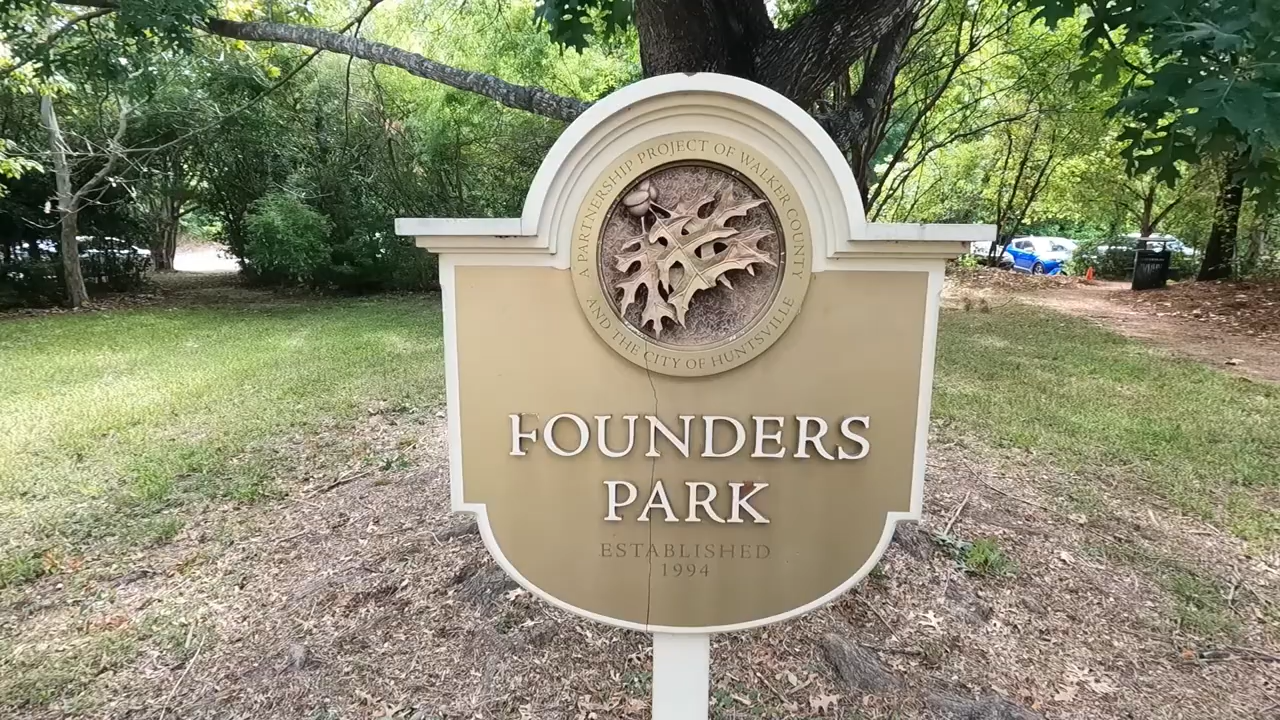 A PARTNERSHIP PROJECT OF WALKER COUNTY
AND THE CITY OF HUNTSVILLE
FOUNDERS
PARK
ESTABLISHED
1994